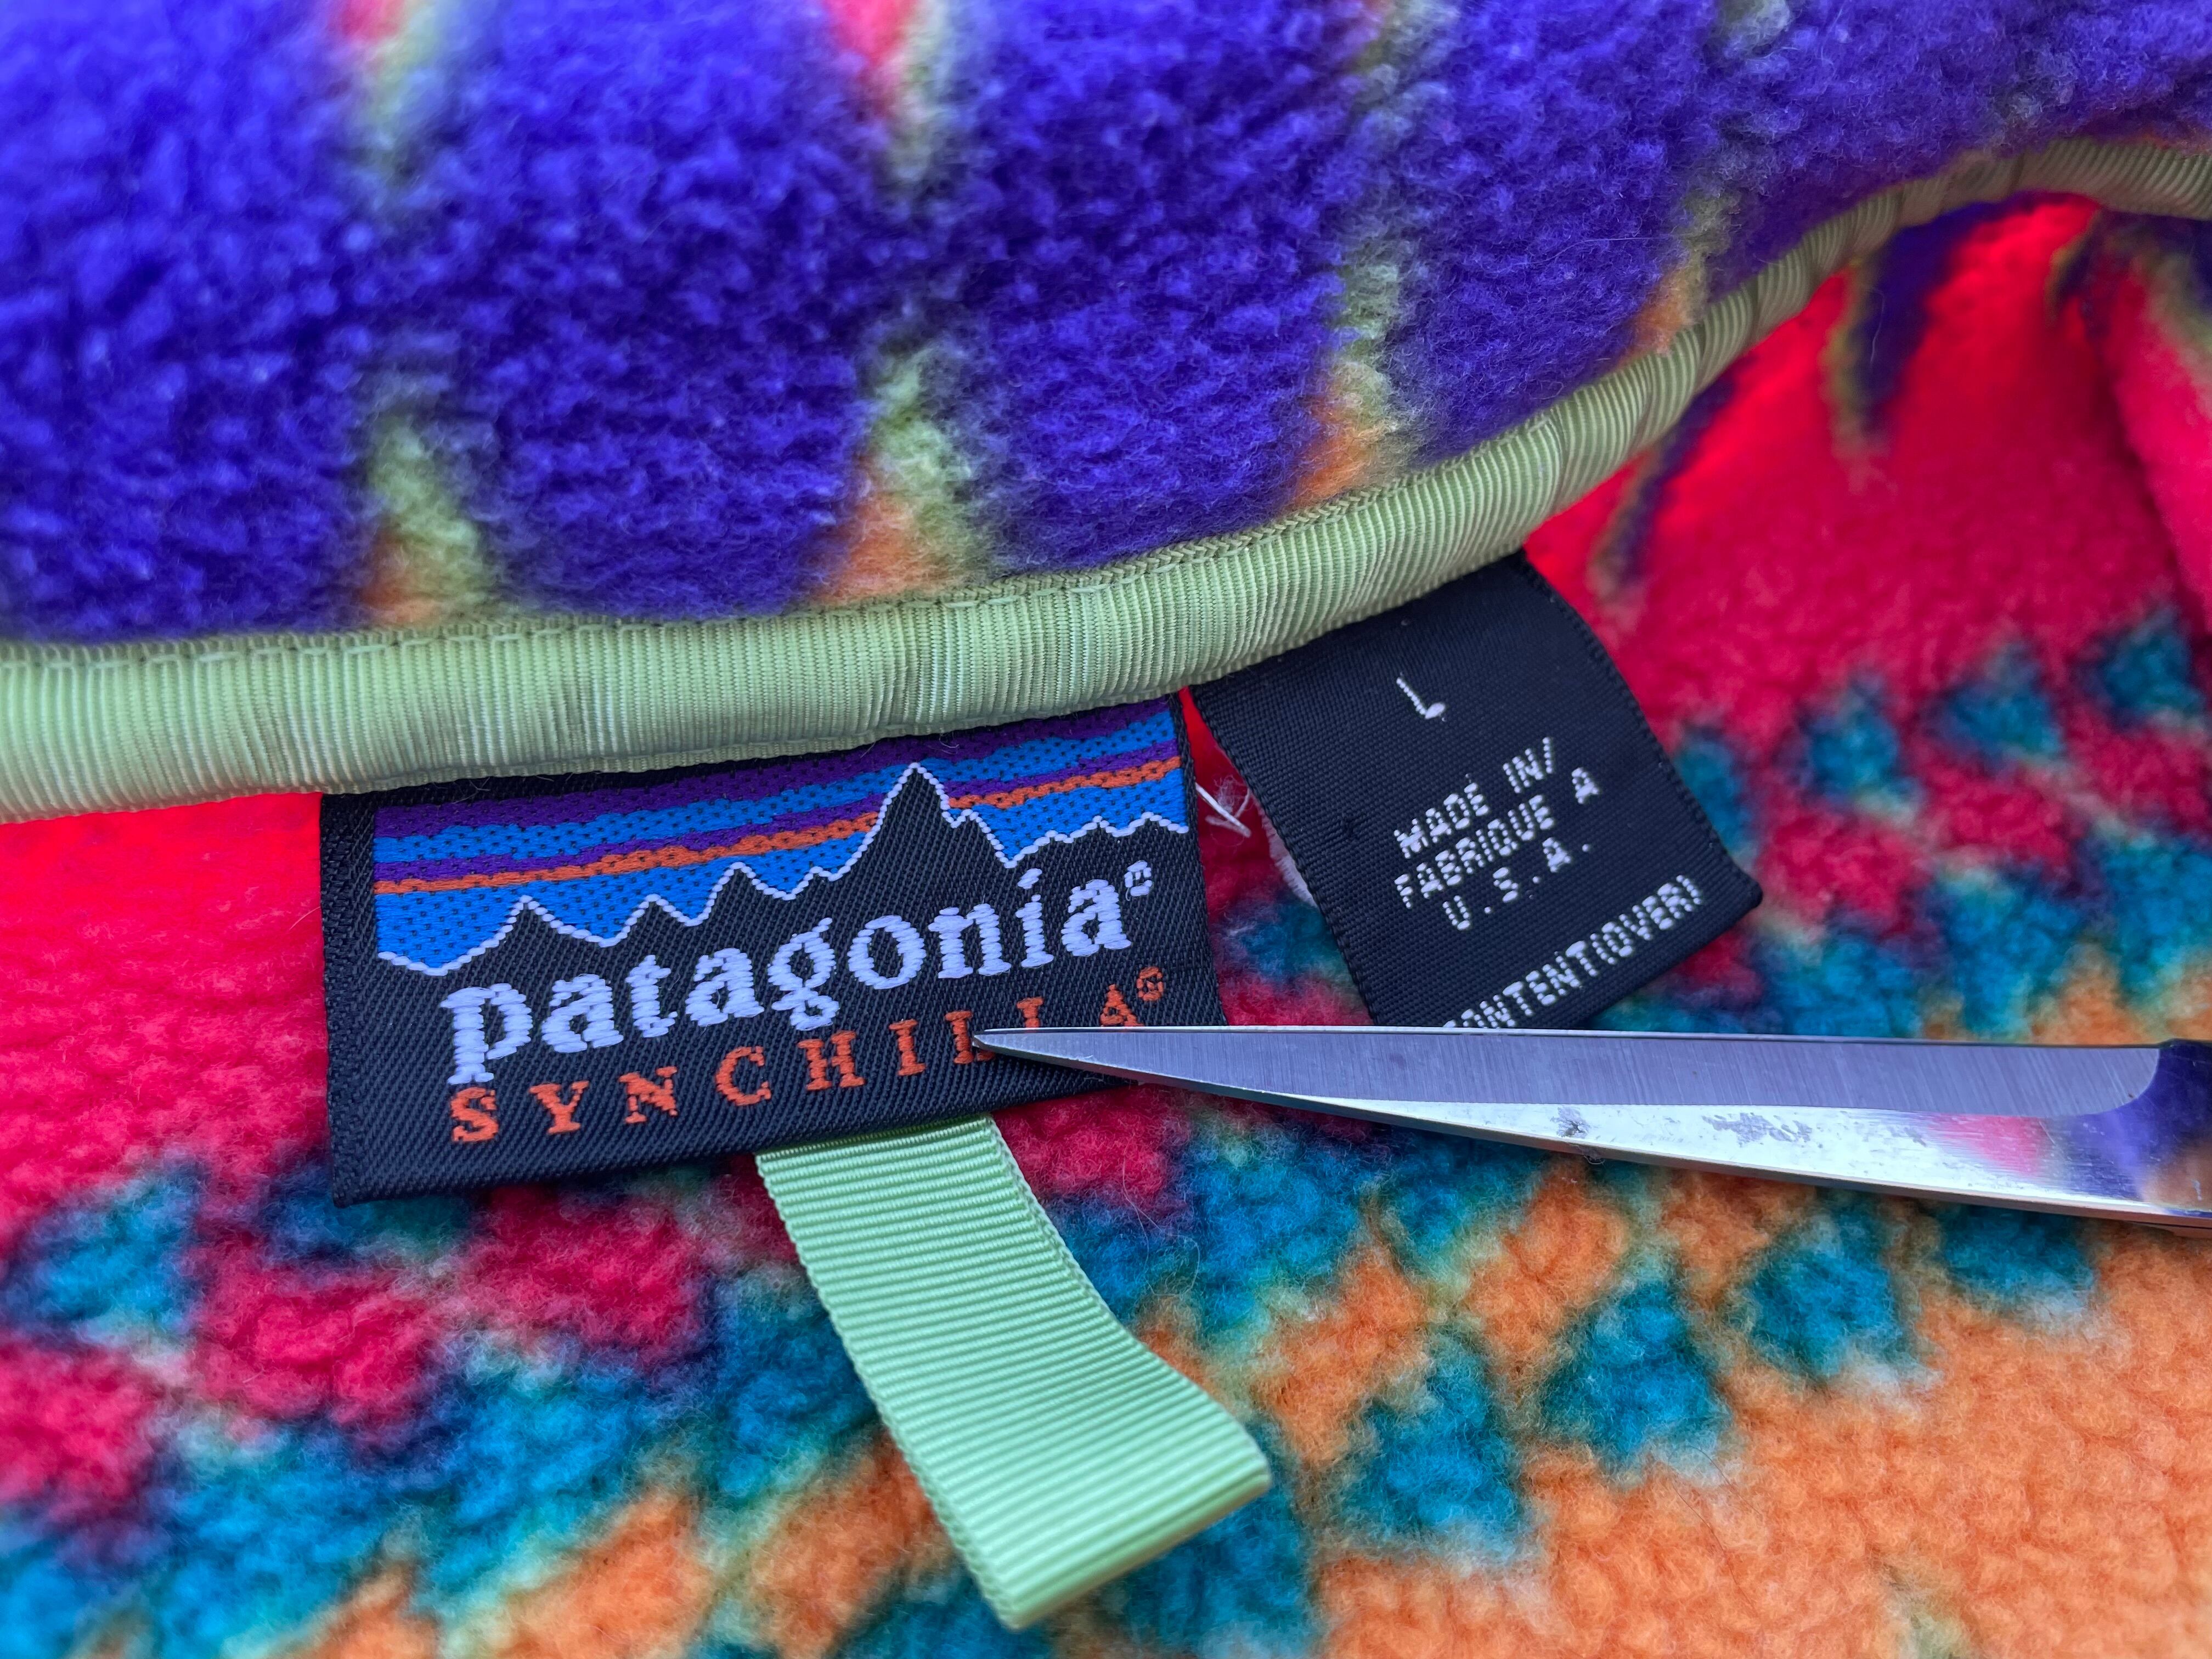 patagonia®
SYNCHILLA®
L
MADE IN/
FABRIQUE A
U.S.A.
CONTENT(OVER)